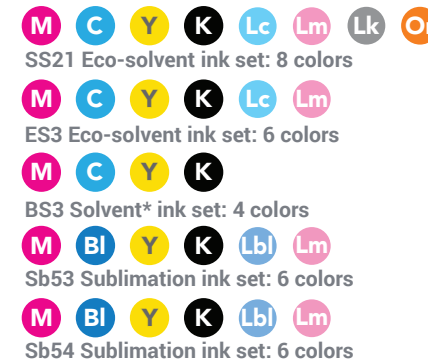 M C Y K Lc Lm Lk Or
SS21 Eco-solvent ink set: 8 colors
M C Y K Lc Lm
ES3 Eco-solvent ink set: 6 colors
M C Y K
BS3 Solvent* ink set: 4 colors
M Bl Y K Lbl Lm
Sb53 Sublimation ink set: 6 colors
M Bl Y K Lbl Lm
Sb54 Sublimation ink set: 6 colors